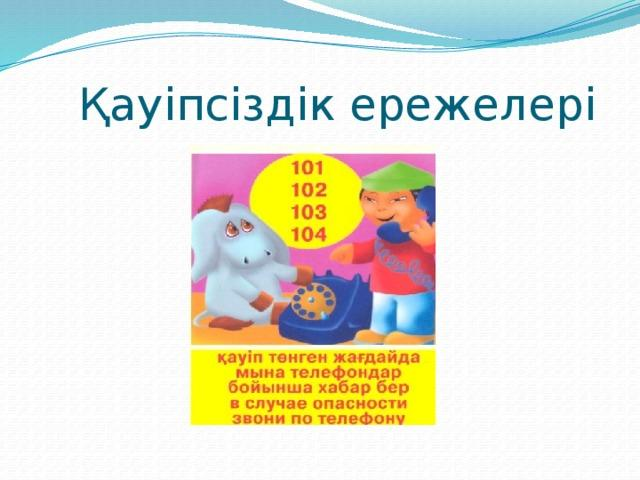 Қауіпсіздік ережелері
101
102
103
104
қауіп төнген жағдайда
мына телефондар
бойынша хабар бер
в случае опасности
звони по телефону